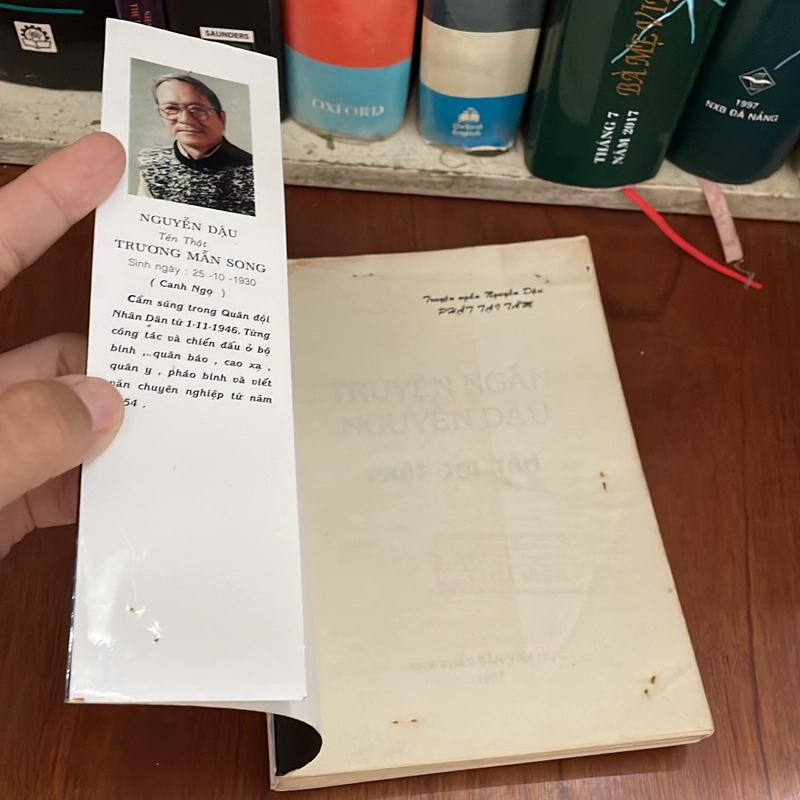 SAUNDERS
OXFORD
Oxford
English
THÁNG 7
NĂM 2017
BÀ MẸ VI
1997
NXB ĐÀ NẴNG
NGUYỄN DẬU
Tên Thật
TRƯƠNG MẪN SONG
Sinh ngày : 25 -10 -1930
( Canh Ngọ )
Cầm súng trong Quân đội
Nhân Dân từ 1-11-1946. Từng
công tác và chiến đấu ở bộ
binh , quân báo , cao xạ ,
quân y , pháo binh và viết
văn chuyên nghiệp từ năm
54 .
Truyện ngắn Nguyễn Dậu
PHẬT TẠI TÂM
TRUYỆN NGẮN
NGUYỄN DẬU
PHẬT TẠI TÂM